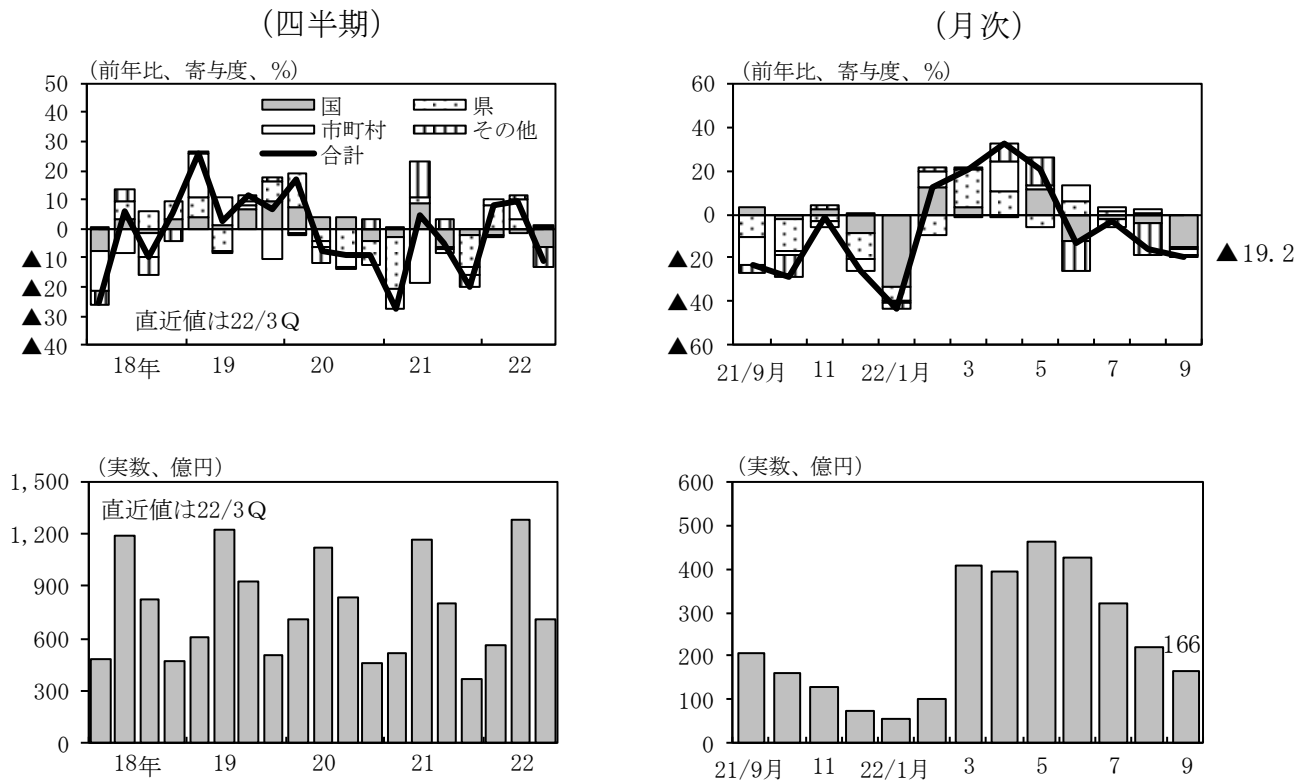 (四半期)
(前年比、寄与度、%)
50
40
30
20
10
0
▲10
▲20
▲30
▲40
国
県
市町村
その他
合計
直近値は22/3Q
18年 19 20 21 22
(月次)
(前年比、寄与度、%)
60
40
20
0
▲20
▲40
▲60
▲19.2
21/9月 11 22/1月 3 5 7 9
(実数、億円)
1,500
1,200
900
600
300
0
直近値は22/3Q
18年 19 20 21 22
(実数、億円)
600
500
400
300
200
100
0
166
21/9月 11 22/1月 3 5 7 9